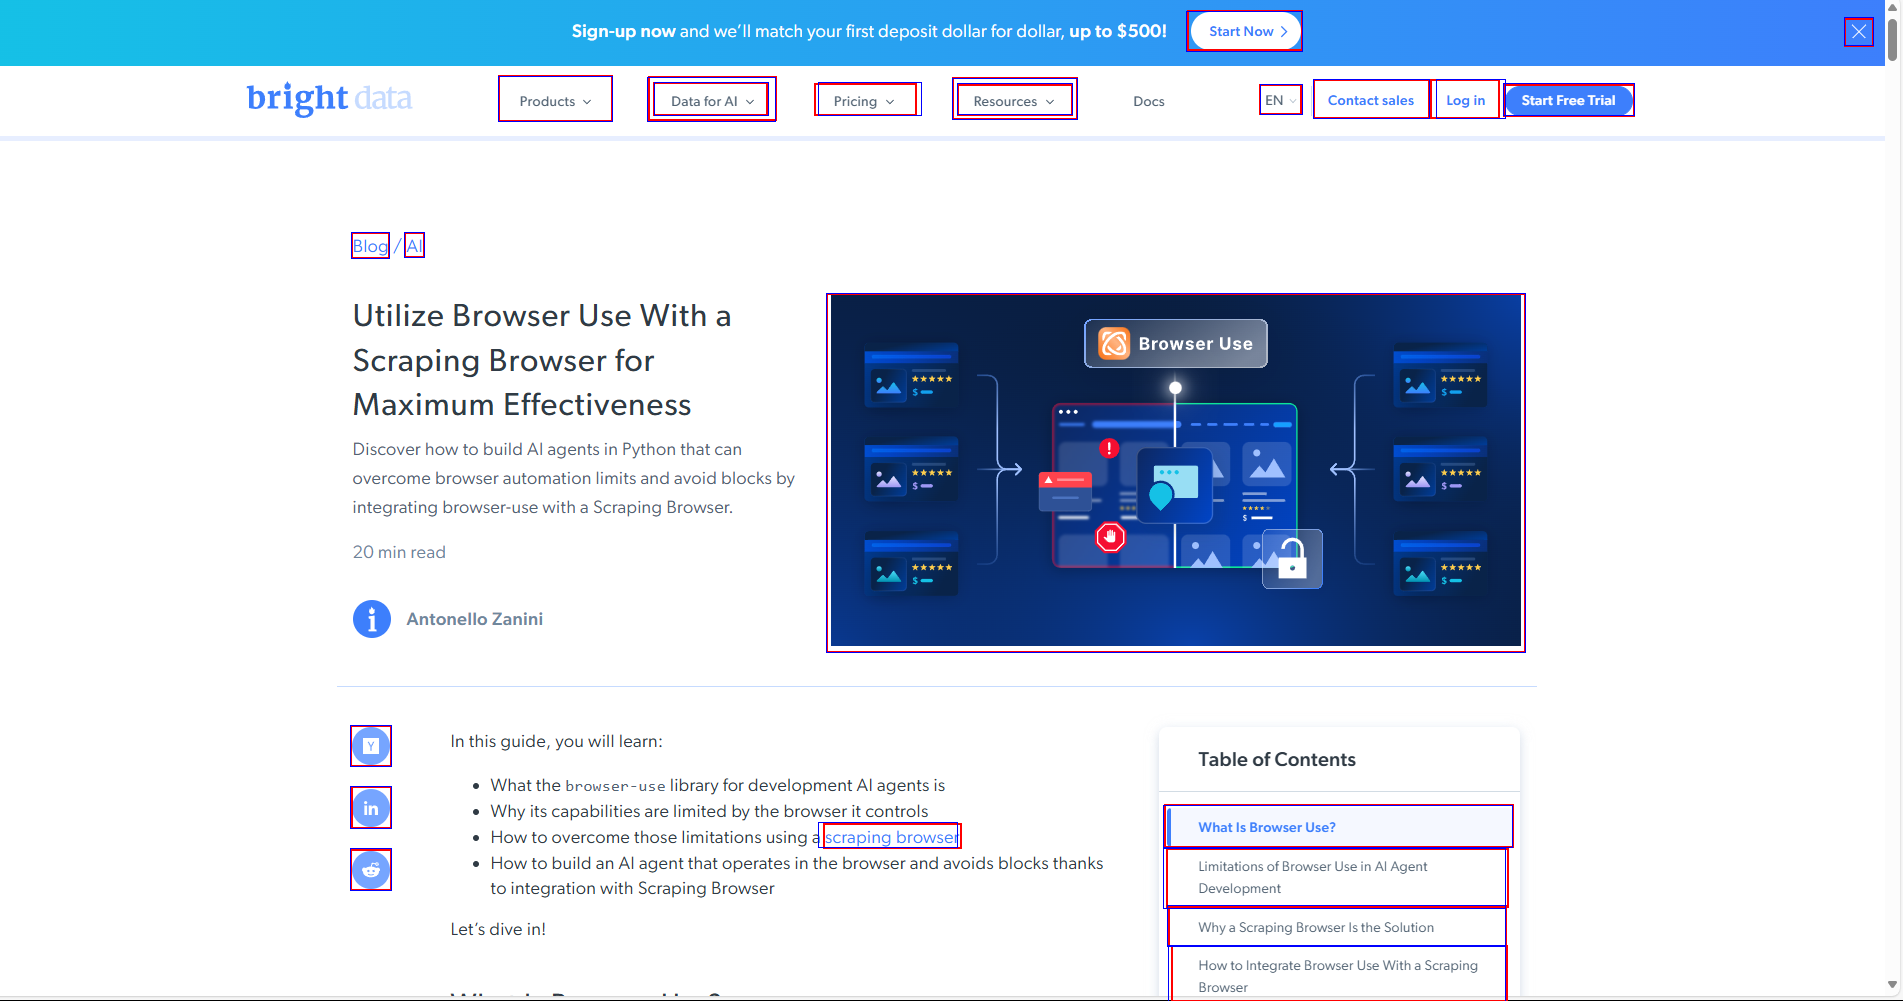 Sign-up now and we'll match your first deposit dollar for dollar, up to $500!
Start Now
bright data
Products
Data for AI
Pricing
Resources
Docs
EN
Contact sales
Log in
Start Free Trial
Blog / AI
Utilize Browser Use With a
Scraping Browser for
Maximum Effectiveness
Discover how to build AI agents in Python that can
overcome browser automation limits and avoid blocks by
integrating browser-use with a Scraping Browser.
20 min read
Antonello Zanini
Browser Use
In this guide, you will learn:
• What the browser-use library for development AI agents is
• Why its capabilities are limited by the browser it controls
• How to overcome those limitations using a scraping browser
• How to build an AI agent that operates in the browser and avoids blocks thanks
to integration with Scraping Browser
Let's dive in!
Table of Contents
What Is Browser Use?
Limitations of Browser Use in AI Agent
Development
Why a Scraping Browser Is the Solution
How to Integrate Browser Use With a Scraping
Browser